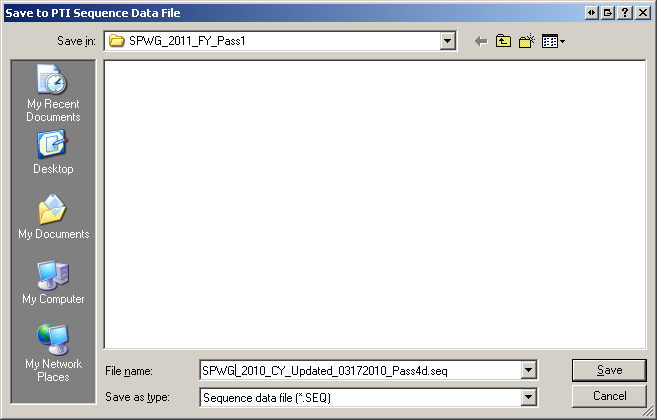 Save to PTI Sequence Data File
Save in: SPWG_2011_FY_Pass1
My Recent
Documents
Desktop
My Documents
My Computer
My Network
Places
File name: SPWG_2010_CY_Updated_03172010_Pass4d.seq
Save
Save as type: Sequence data file (*.SEQ)
Cancel